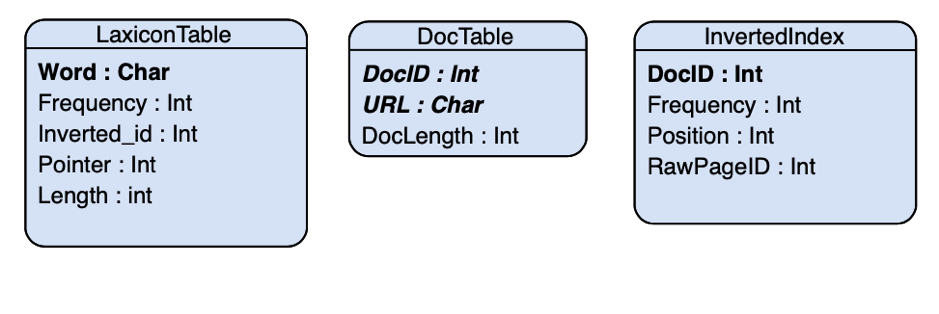 LaxiconTable
Word : Char
Frequency : Int
Inverted_id : Int
Pointer : Int
Length : int
DocTable
DocID : Int
URL : Char
DocLength : Int
InvertedIndex
DocID : Int
Frequency : Int
Position : Int
RawPageID : Int